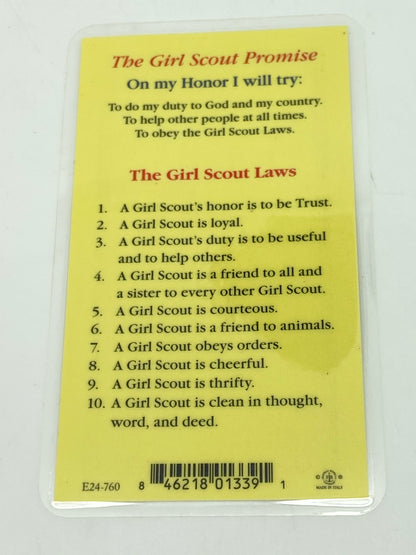 The Girl Scout Promise
On my Honor I will try:
To do my duty to God and my country.
To help other people at all times.
To obey the Girl Scout Laws.
The Girl Scout Laws
1. A Girl Scout's honor is to be Trust.
2. A Girl Scout is loyal.
3. A Girl Scout's duty is to be useful
and to help others.
4. A Girl Scout is a friend to all and
a sister to every other Girl Scout.
5. A Girl Scout is courteous.
6. A Girl Scout is a friend to animals.
7. A Girl Scout obeys orders.
8. A Girl Scout is cheerful.
9. A Girl Scout is thrifty.
10. A Girl Scout is clean in thought,
word, and deed.
E24-760
8 46218 01339 1
MADE IN ITALY